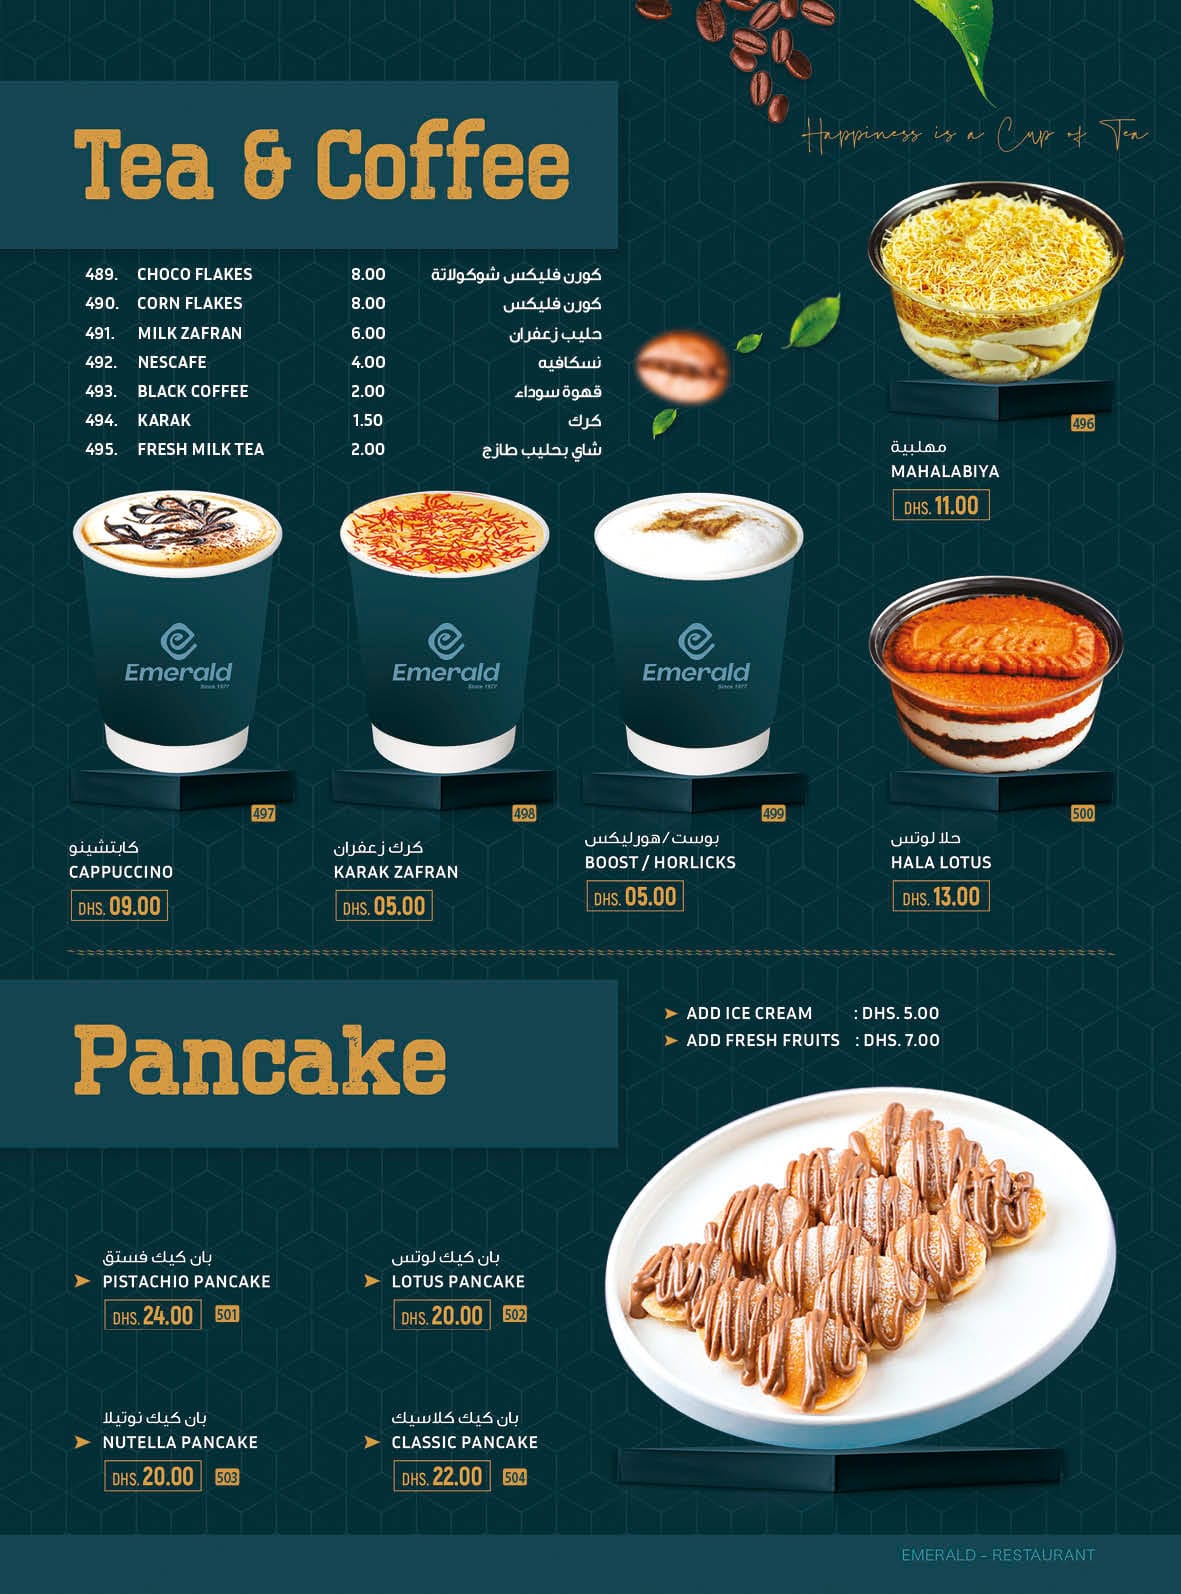 Happiness is a Cup of Tea
Tea & Coffee
489. CHOCO FLAKES 8.00 كورن فليكس شوكولاتة
490. CORN FLAKES 8.00 كورن فليكس
491. MILK ZAFRAN 6.00 حليب زعفران
492. NESCAFE 4.00 نسكافيه
493. BLACK COFFEE 2.00 قهوة سوداء
494. KARAK 1.50 كرك
495. FRESH MILK TEA 2.00 شاي بحليب طازج
496
مهلبية
MAHALABIYA
DHS. 11.00
Emerald
Since 1977
Emerald
Since 1977
Emerald
Since 1977
497
كابتشينو
CAPPUCCINO
DHS. 09.00
498
كرك زعفران
KARAK ZAFRAN
DHS. 05.00
499
بوست/هورليكس
BOOST / HORLICKS
DHS. 05.00
500
حلا لوتس
HALA LOTUS
DHS. 13.00
Pancake
ADD ICE CREAM : DHS. 5.00
ADD FRESH FRUITS : DHS. 7.00
بان كيك فستق
PISTACHIO PANCAKE
DHS. 24.00 501
بان كيك لوتس
LOTUS PANCAKE
DHS. 20.00 502
بان كيك نوتيلا
NUTELLA PANCAKE
DHS. 20.00 503
بان كيك كلاسيك
CLASSIC PANCAKE
DHS. 22.00 504
EMERALD - RESTAURANT